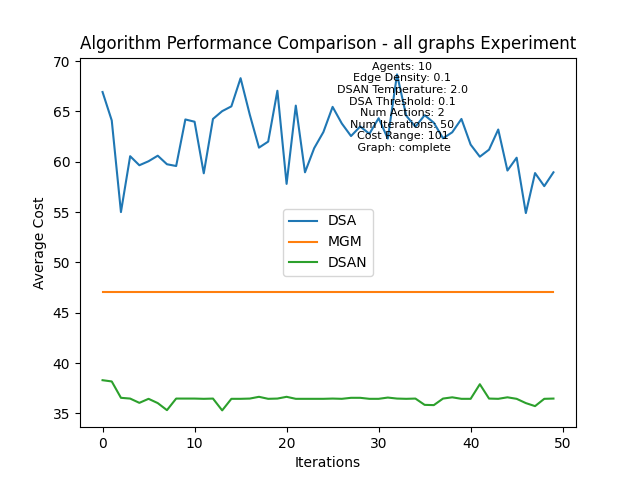 Algorithm Performance Comparison - all graphs Experiment
70
65
60
55
50
45
40
35
Average Cost
Agents: 10
Edge Density: 0.1
DSAN Temperature: 2.0
DSA Threshold: 0.1
Num Actions: 2
Num Iterations: 50
Cost Range: 101
Graph: complete
DSA
MGM
DSAN
0 10 20 30 40 50
Iterations